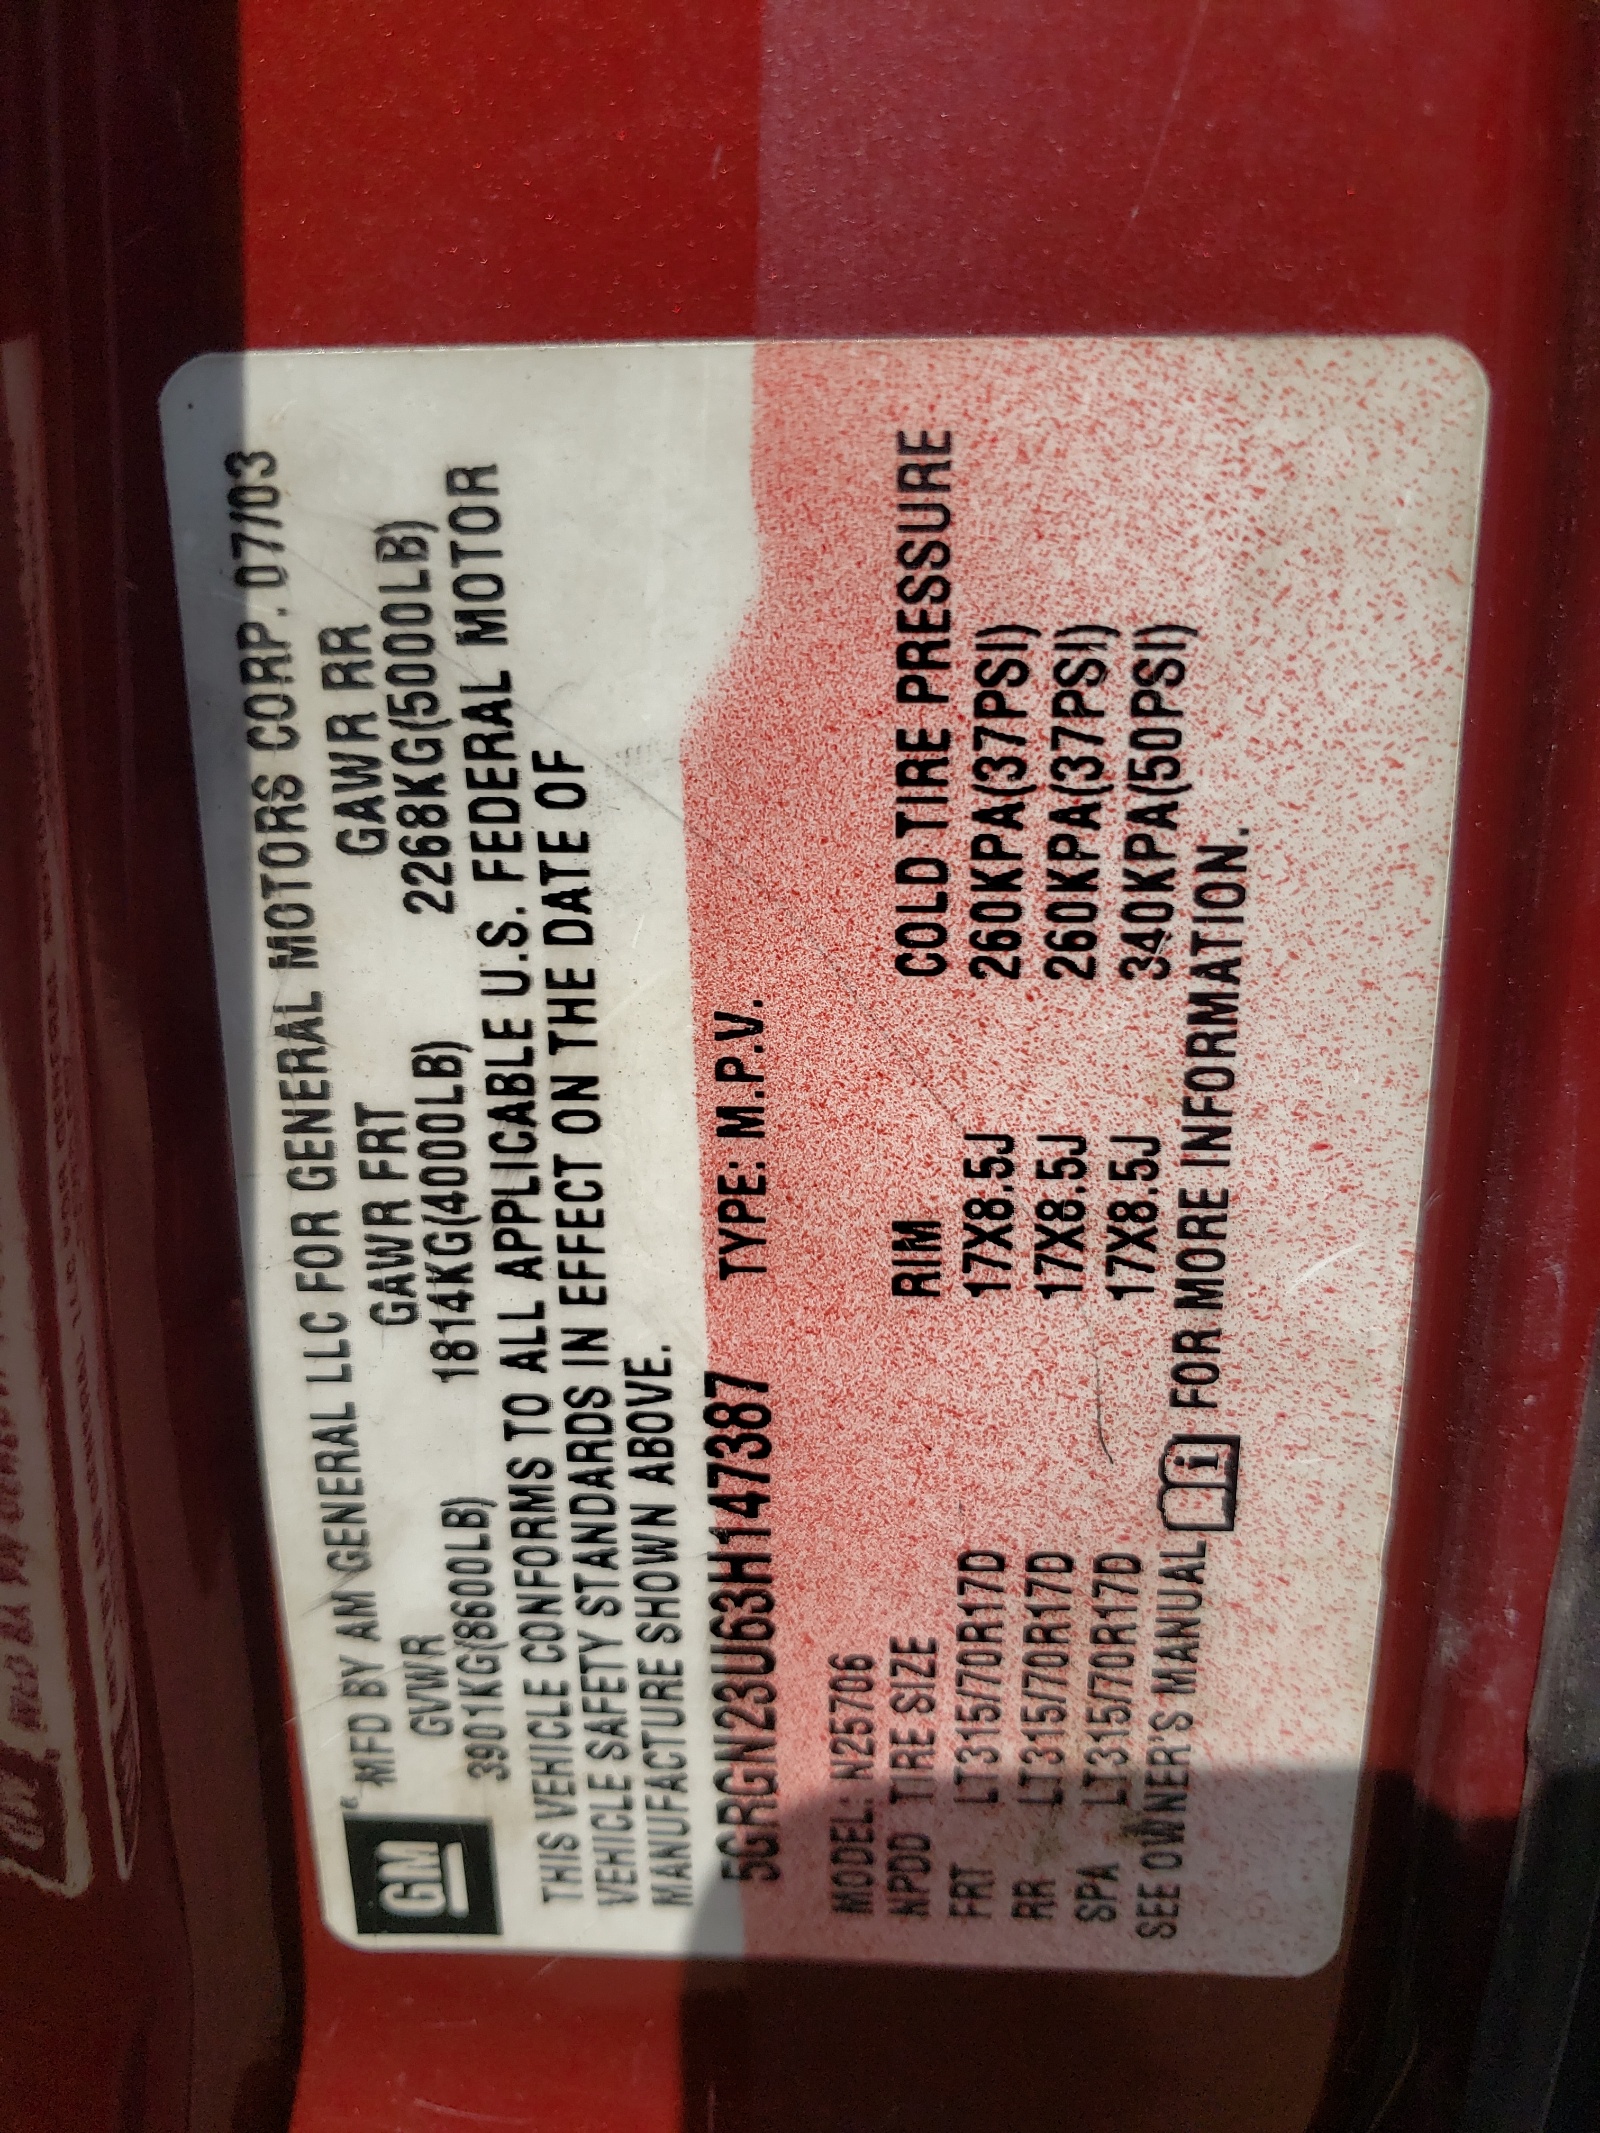 GM MFD BY AM GENERAL LLC FOR GENERAL MOTORS CORP. 07/03
GVWR GAWR FRT GAWR RR
3901KG(8600LB) 1814KG(4000LB) 2268KG(5000LB)
THIS VEHICLE CONFORMS TO ALL APPLICABLE U.S. FEDERAL MOTOR
VEHICLE SAFETY STANDARDS IN EFFECT ON THE DATE OF
MANUFACTURE SHOWN ABOVE.
5GRGN23U63H147387 TYPE: M.P.V.
MODEL: N25706
NPDD TIRE SIZE RIM COLD TIRE PRESSURE
FRT LT315/70R17D 17X8.5J 260KPA(37PSI)
RR LT315/70R17D 17X8.5J 260KPA(37PSI)
SPA LT315/70R17D 17X8.5J 340KPA(50PSI)
SEE OWNER'S MANUAL i FOR MORE INFORMATION.